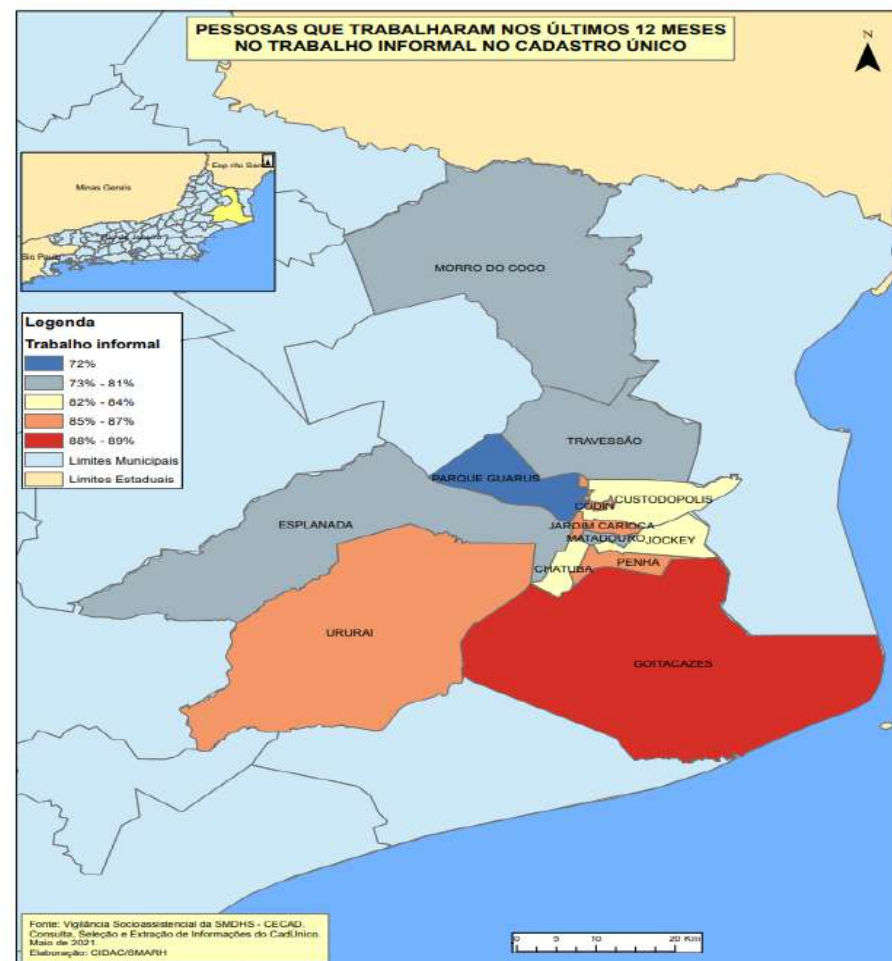 PESSOSAS QUE TRABALHARAM NOS ÚLTIMOS 12 MESES
NO TRABALHO INFORMAL NO CADASTRO ÚNICO
N
Minas Gerais
Sio Paulo
MORRO DO COCO
Legenda
Trabalho informal
72%
73% - 81%
82% - 84%
85% - 87%
88% - 89%
Limites Municipais
Limites Estaduais
TRAVESSÃO
PARQUE GUARUS
CUSTODOPOLIS
CODIN
ESPLANADA
JARDIM CARIOCA
MATADOURO
JOCKEY
CHATUBA
PENHA
URURAI
GOITACAZES
Fonte: Vigilância Socioassistencial da SMDHS - CECAD.
Consulta, Seleção e Extração de Informações do CadÚnico.
Maio de 2021.
Elaboração: CIDAC/SMARH
0 5 10 20 Km